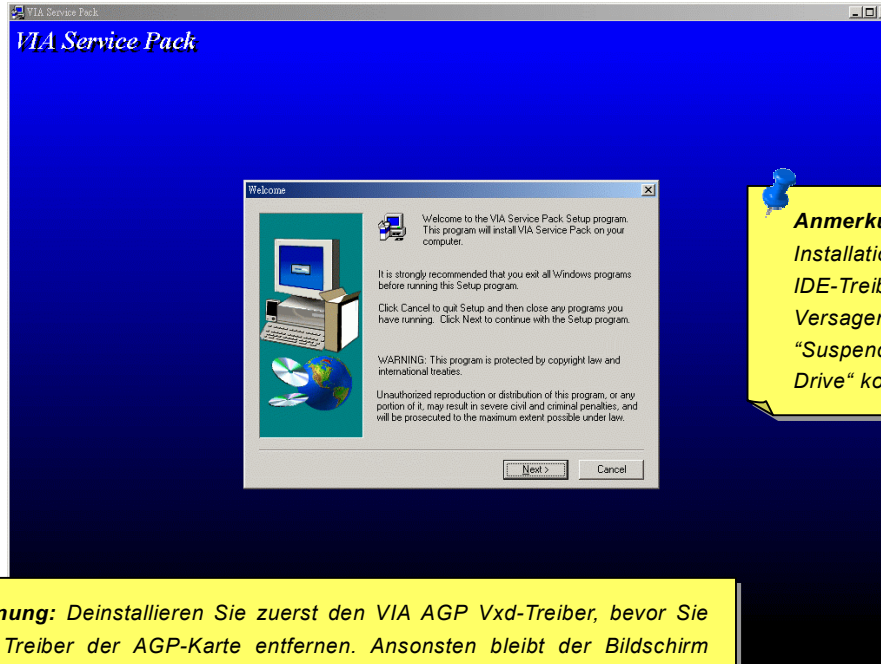 VIA Service Pack
VIA Service Pack
Welcome
Welcome to the VIA Service Pack Setup program.
This program will install VIA Service Pack on your
computer.
It is strongly recommended that you exit all Windows programs
before running this Setup program.
Click Cancel to quit Setup and then close any programs you
have running. Click Next to continue with the Setup program.
WARNING: This program is protected by copyright law and
international treaties.
Unauthorized reproduction or distribution of this program, or any
portion of it, may result in severe civil and criminal penalties, and
will be prosecuted to the maximum extent possible under law.
Next >
Cancel
Anmerku
Installatio
IDE-Treib
Versagen
“Suspend
Drive“ ko
nung: Deinstallieren Sie zuerst den VIA AGP Vxd-Treiber, bevor Sie
Treiber der AGP-Karte entfernen. Ansonsten bleibt der Bildschirm